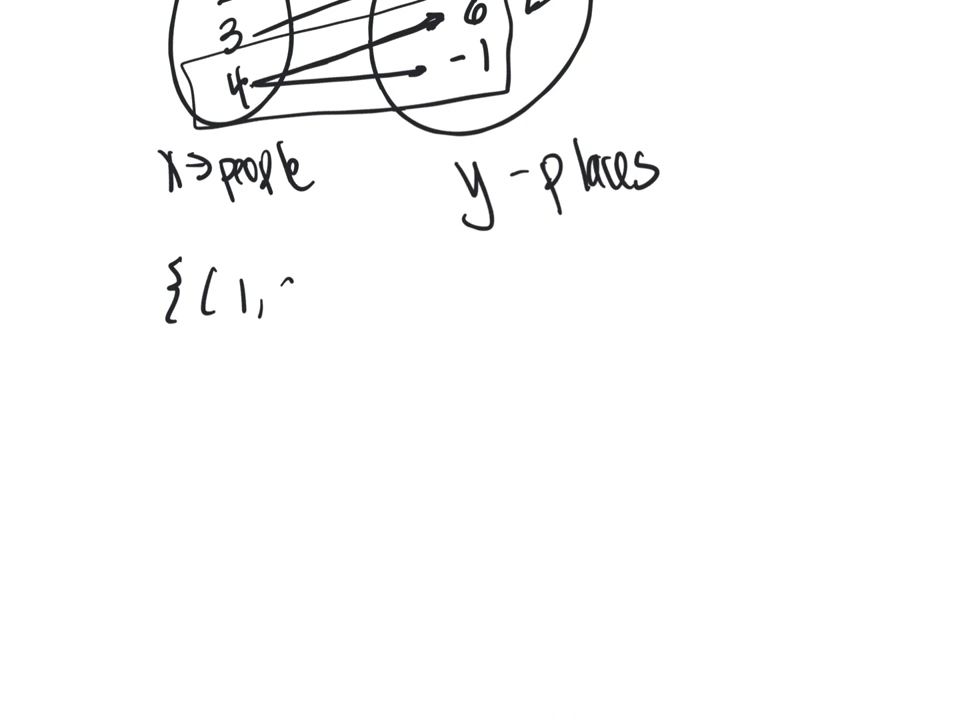 3 6
4 -1
x → people y - places
{( 1,